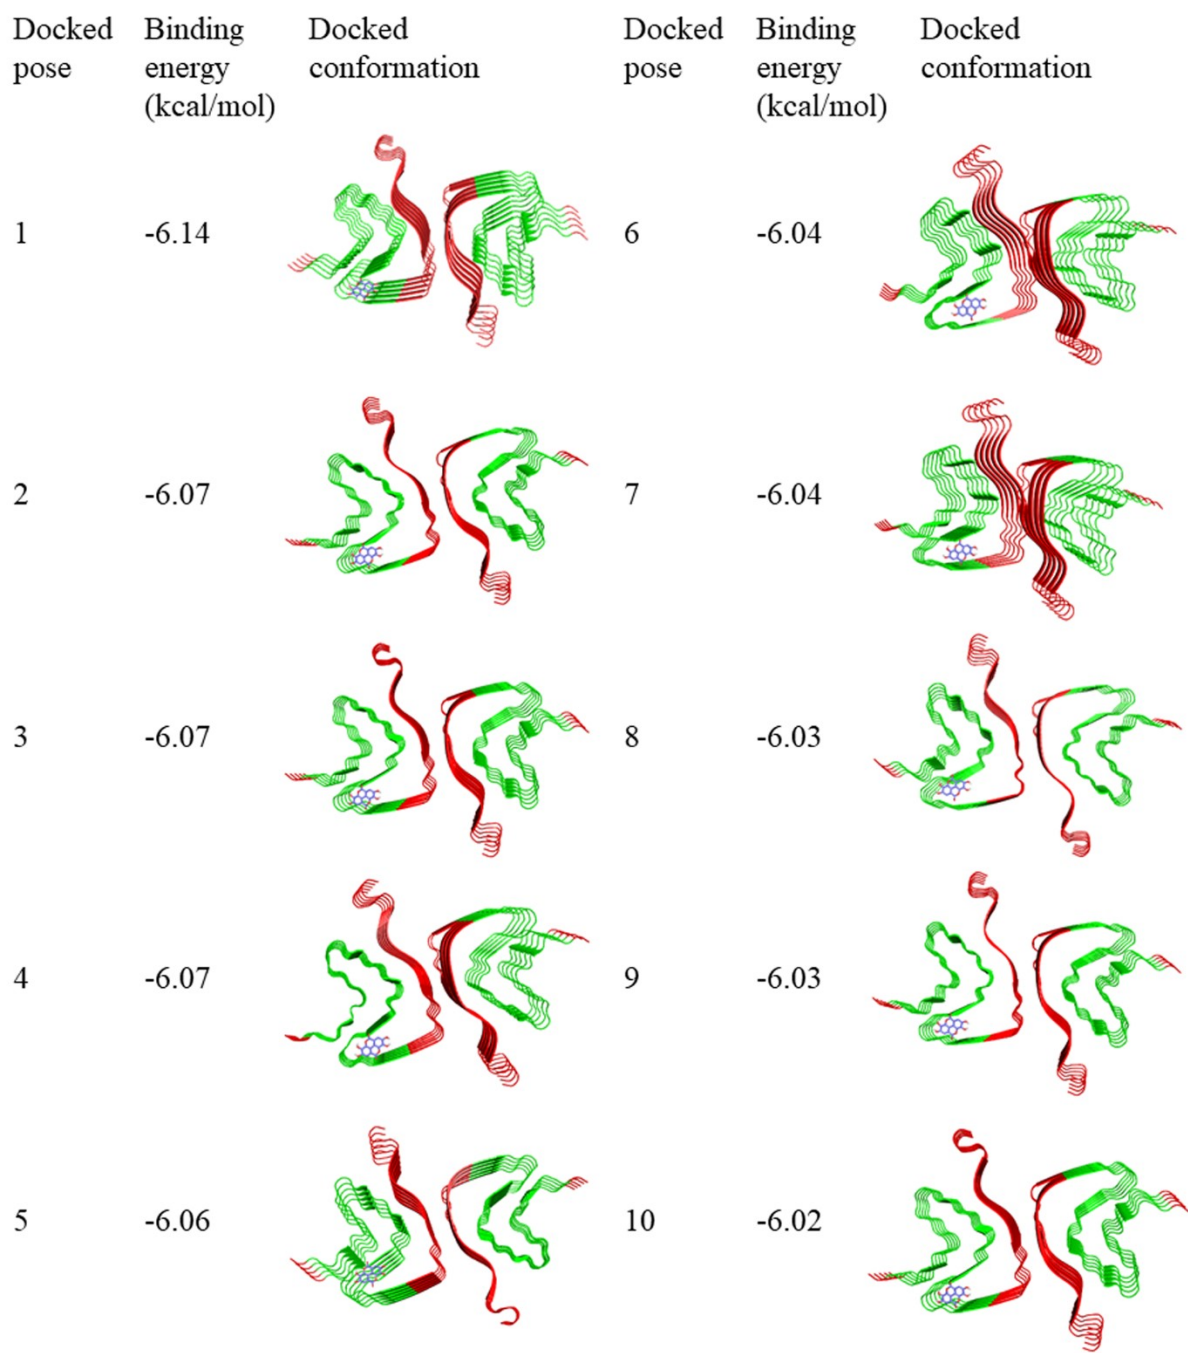 Docked pose Binding energy (kcal/mol) Docked conformation Docked pose Binding energy (kcal/mol) Docked conformation
1 -6.14 6 -6.04
2 -6.07 7 -6.04
3 -6.07 8 -6.03
4 -6.07 9 -6.03
5 -6.06 10 -6.02